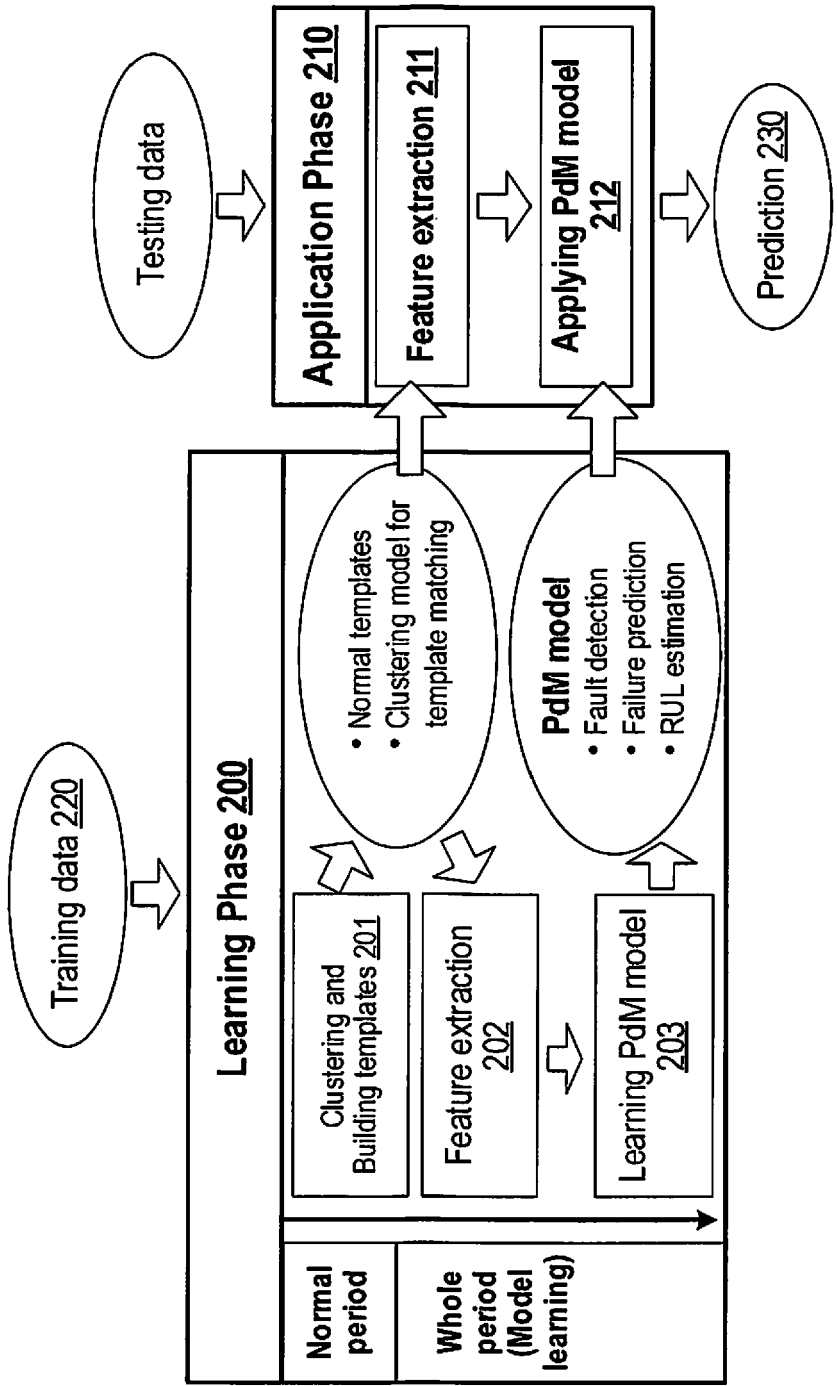 Training data 220
Learning Phase 200
Normal
period
Whole
period
(Model
learning)
Clustering and
Building templates 201
Feature extraction
202
Learning PdM model
203
• Normal templates
• Clustering model for
template matching
PdM model
• Fault detection
• Failure prediction
• RUL estimation
Testing data
Application Phase 210
Feature extraction 211
Applying PdM model
212
Prediction 230